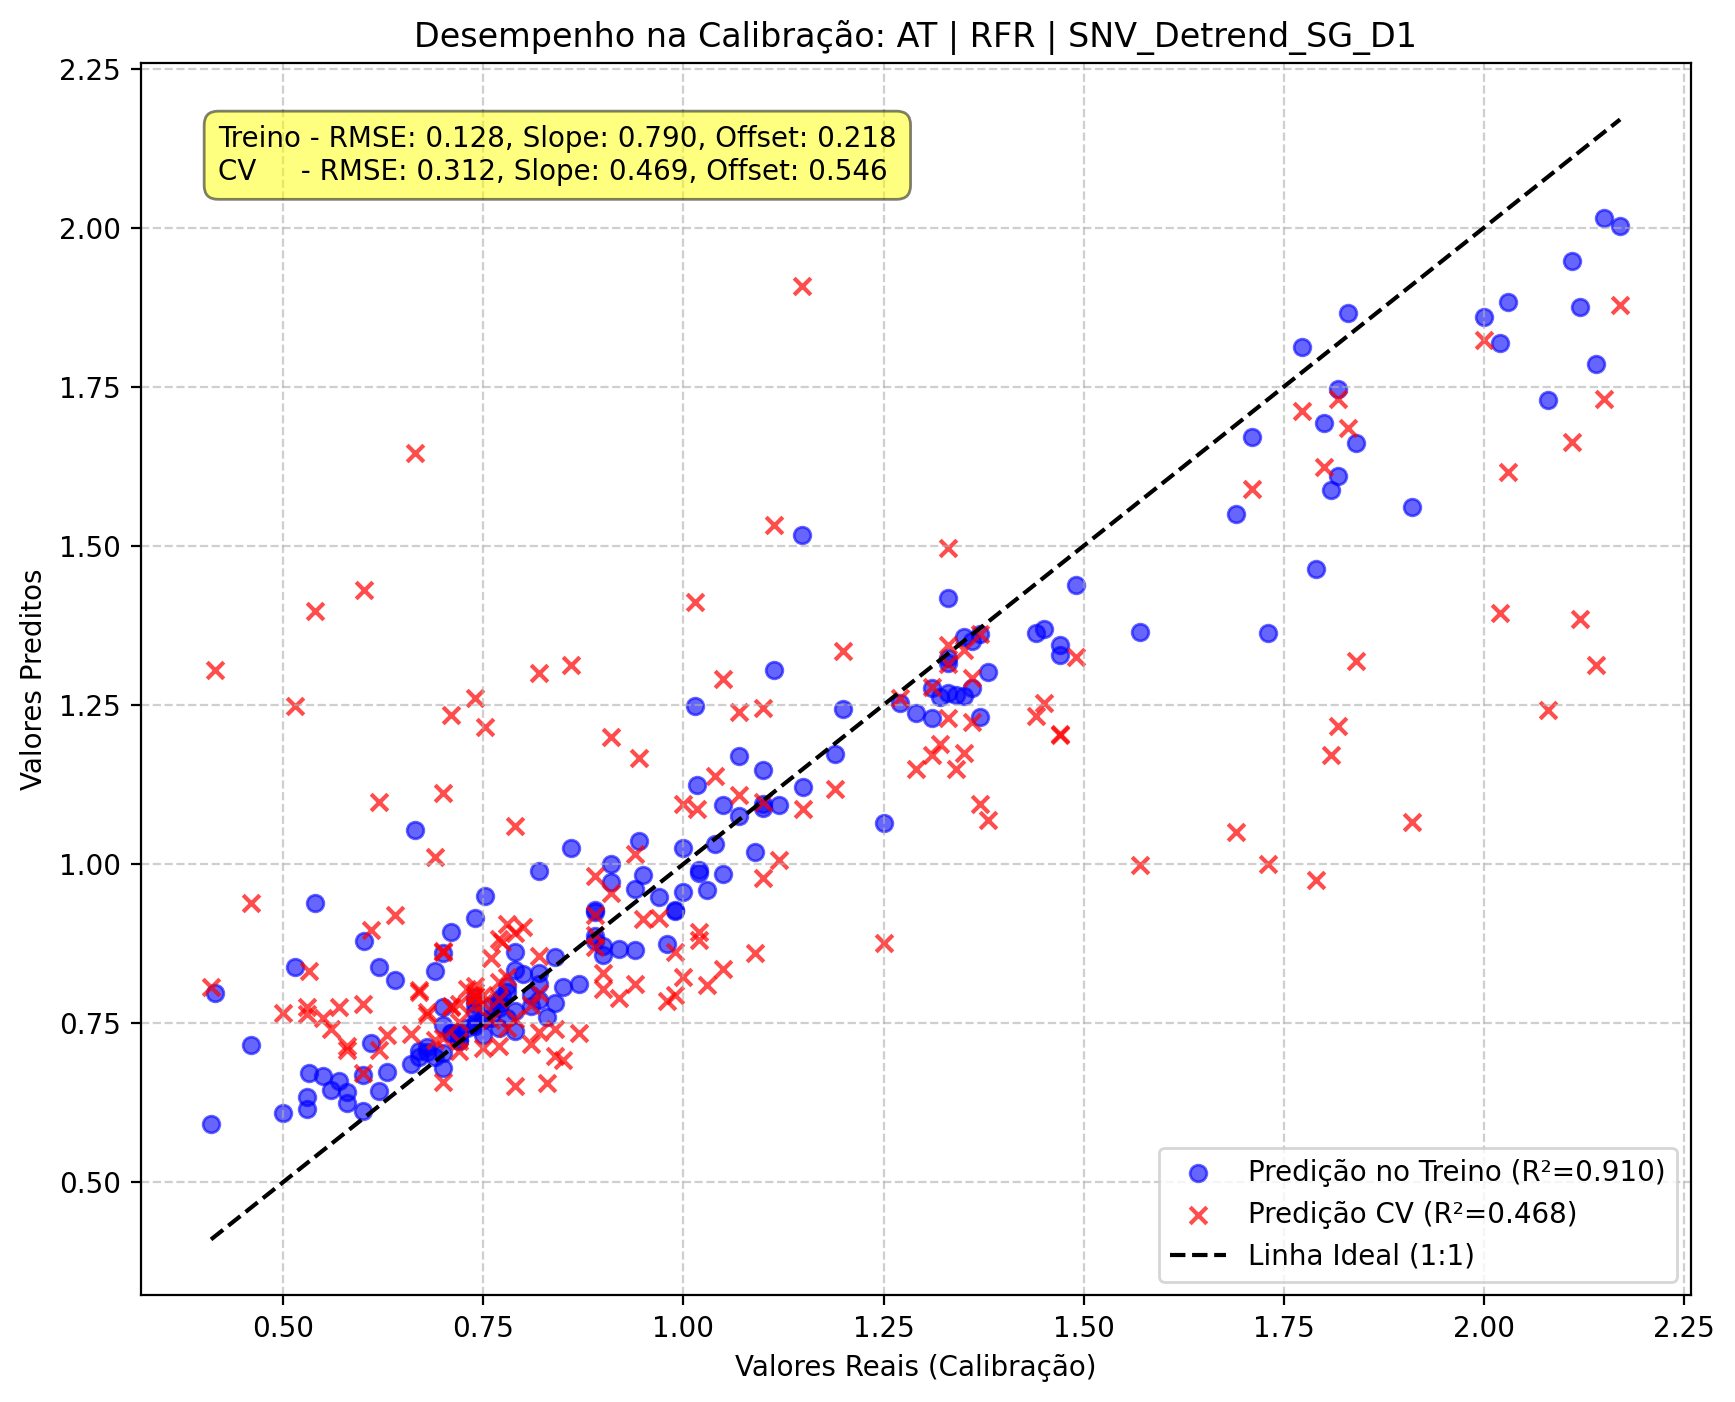 Desempenho na Calibração: AT | RFR | SNV_Detrend_SG_D1
Treino - RMSE: 0.128, Slope: 0.790, Offset: 0.218
CV - RMSE: 0.312, Slope: 0.469, Offset: 0.546
Valores Preditos
2.25
2.00
1.75
1.50
1.25
1.00
0.75
0.50
Predição no Treino (R²=0.910)
Predição CV (R²=0.468)
Linha Ideal (1:1)
0.50 0.75 1.00 1.25 1.50 1.75 2.00 2.25
Valores Reais (Calibração)